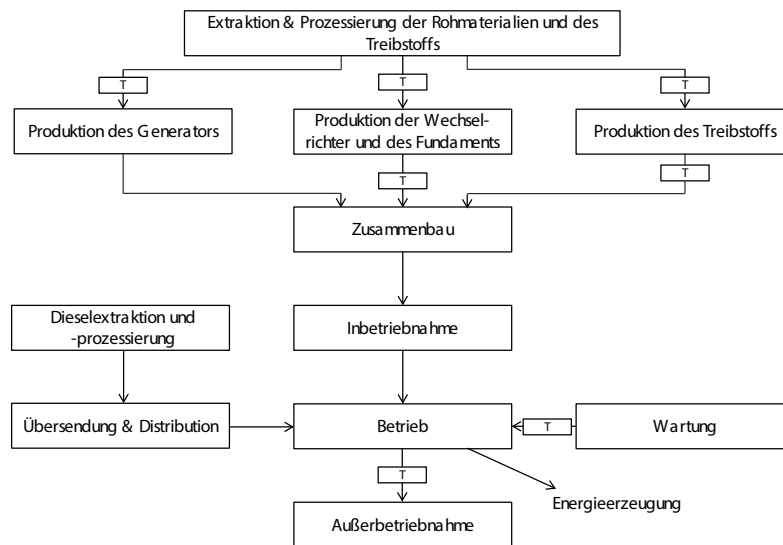 Extraktion & Prozessierung der Rohmaterialien und des
Treibstoffs
T
T
T
Produktion des Generators
Produktion der Wechsel-
richter und des Fundaments
Produktion des Treibstoffs
T
T
Zusammenbau
Dieselextraktion und
-prozessierung
Inbetriebnahme
Übersendung & Distribution
Betrieb
T
Wartung
T
Energieerzeugung
Außerbetriebnahme